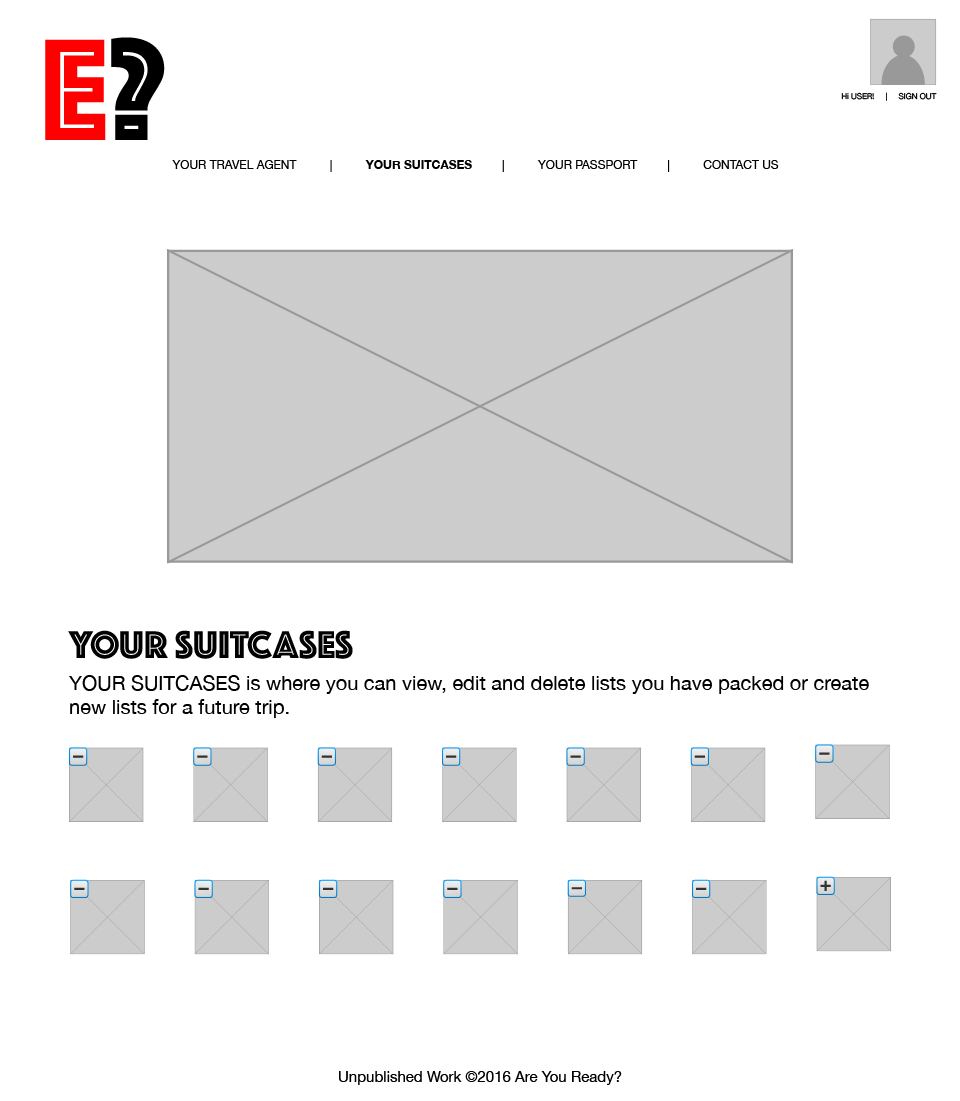 E?
Hi USER! | SIGN OUT
YOUR TRAVEL AGENT | YOUR SUITCASES | YOUR PASSPORT | CONTACT US
YOUR SUITCASES
YOUR SUITCASES is where you can view, edit and delete lists you have packed or create
new lists for a future trip.
Unpublished Work ©2016 Are You Ready?